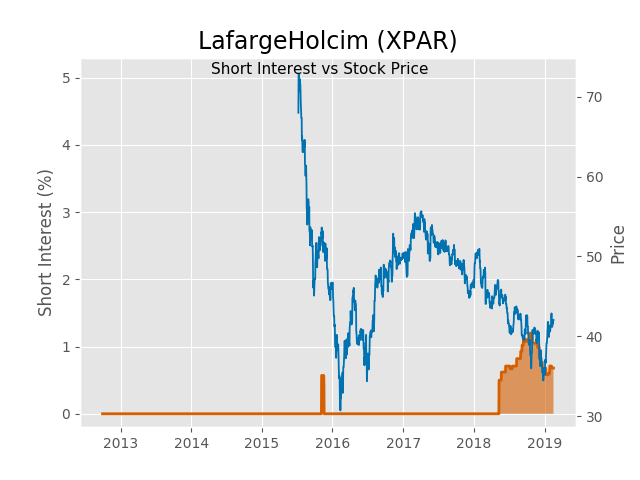 LafargeHolcim (XPAR)
Short Interest vs Stock Price
Short Interest (%)
5
4
3
2
1
0
70
60
50
40
30
Price
2013 2014 2015 2016 2017 2018 2019